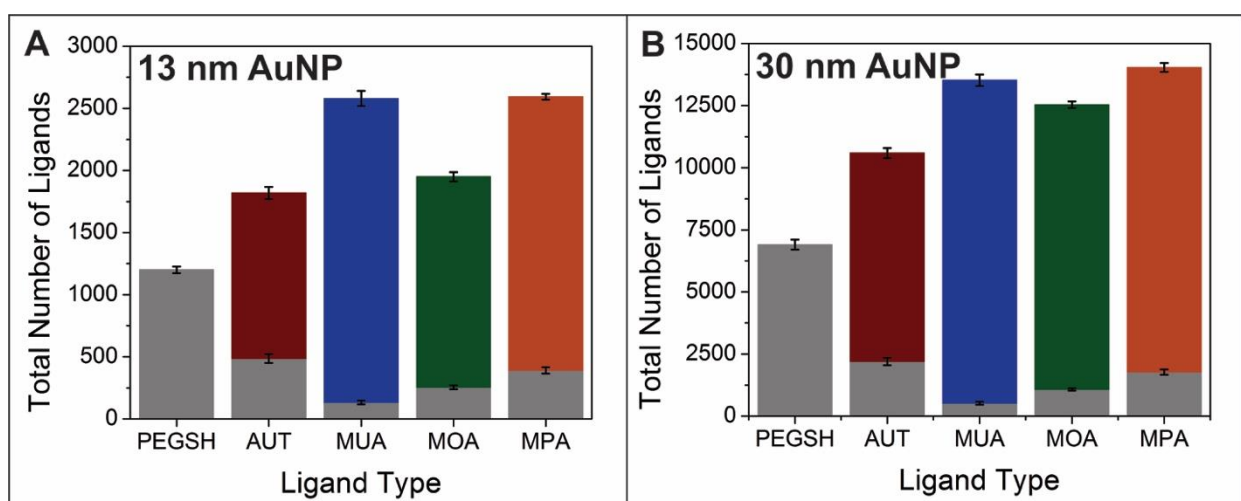 A
13 nm AuNP
Total Number of Ligands
3000
2500
2000
1500
1000
500
0
PEGSH AUT MUA MOA MPA
Ligand Type
B
30 nm AuNP
Total Number of Ligands
15000
12500
10000
7500
5000
2500
0
PEGSH AUT MUA MOA MPA
Ligand Type